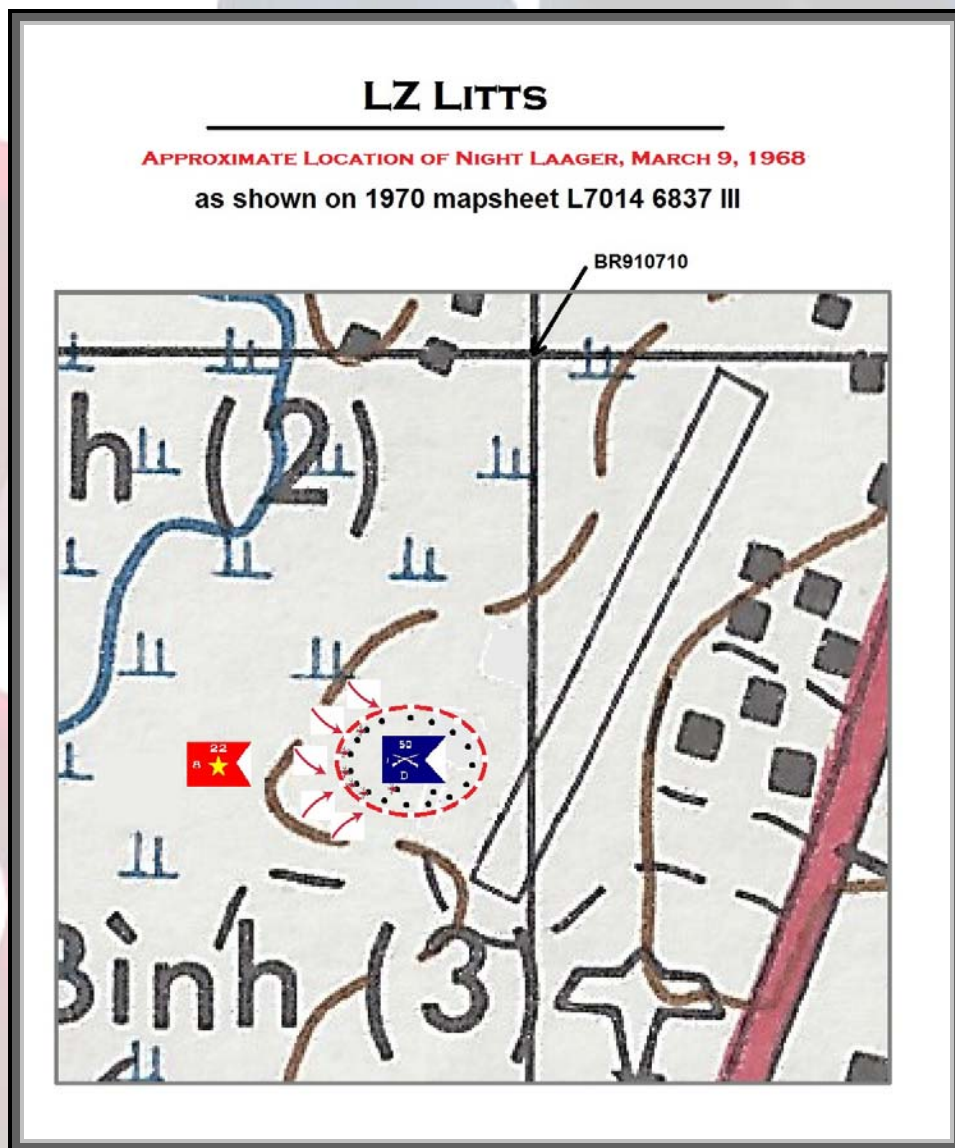 LZ LITTS
APPROXIMATE LOCATION OF NIGHT LAAGER, MARCH 9, 1968
as shown on 1970 mapsheet L7014 6837 III
BR910710
h (2)
22
8
50
D
Bình (3)